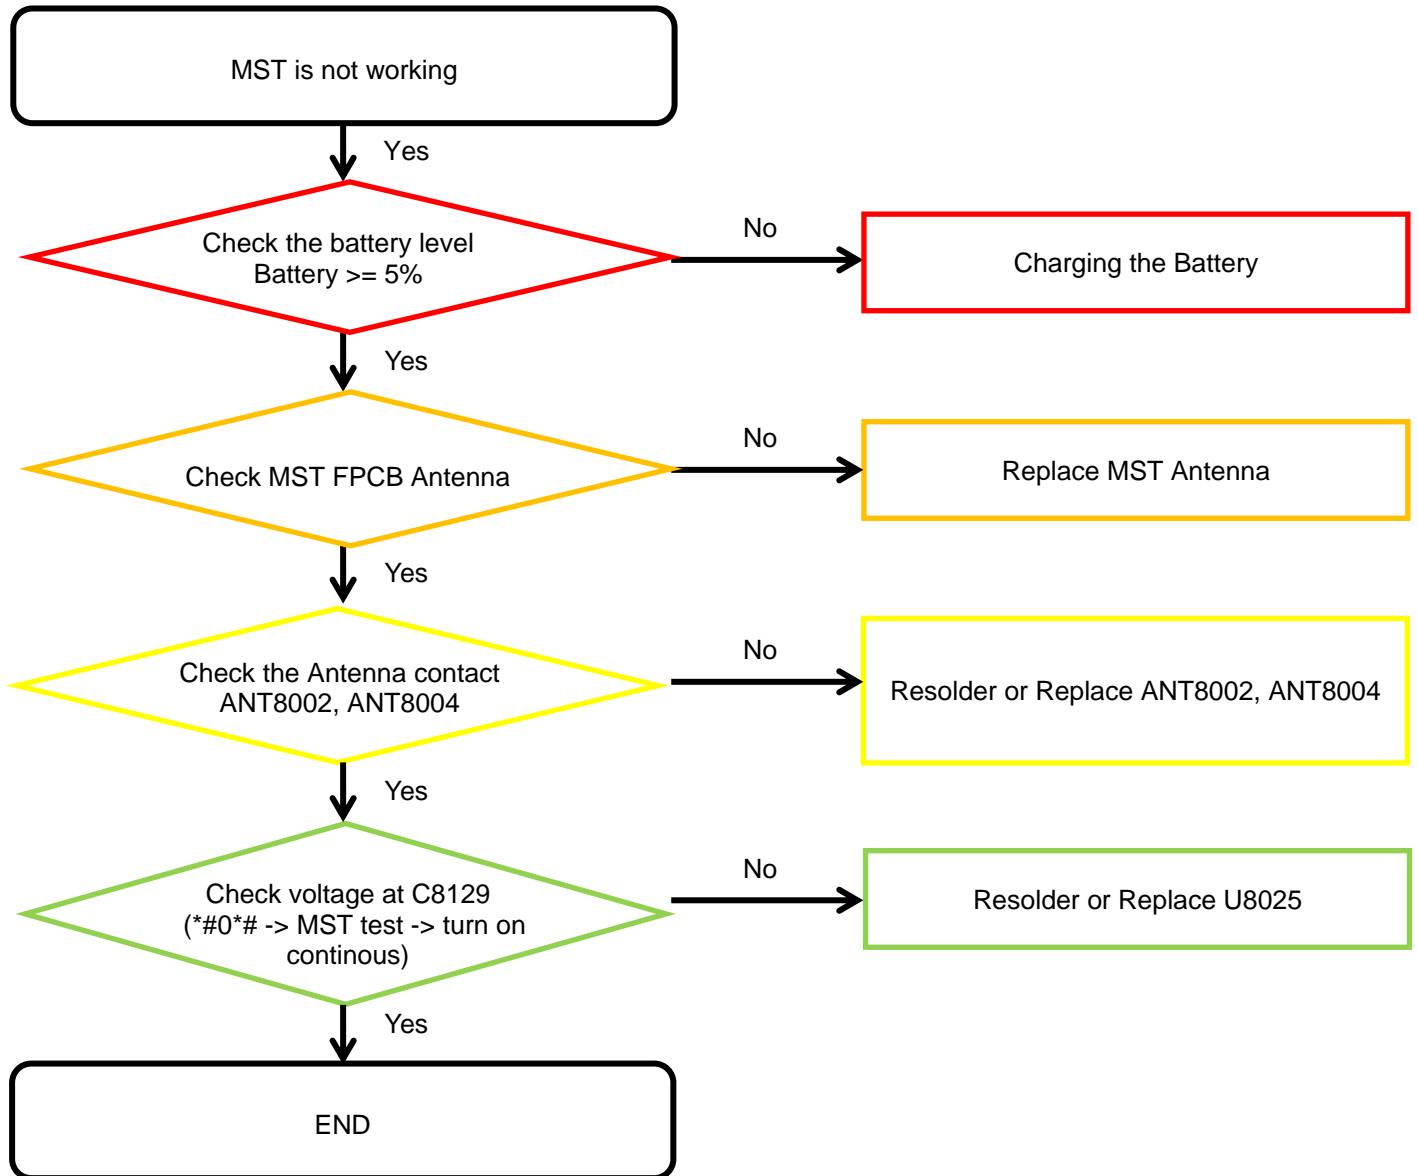 MST is not working
Yes
Check the battery level
Battery >= 5%
No
Charging the Battery
Yes
Check MST FPCB Antenna
No
Replace MST Antenna
Yes
Check the Antenna contact
ANT8002, ANT8004
No
Resolder or Replace ANT8002, ANT8004
Yes
Check voltage at C8129
(*#0*# -> MST test -> turn on
continous)
No
Resolder or Replace U8025
Yes
END